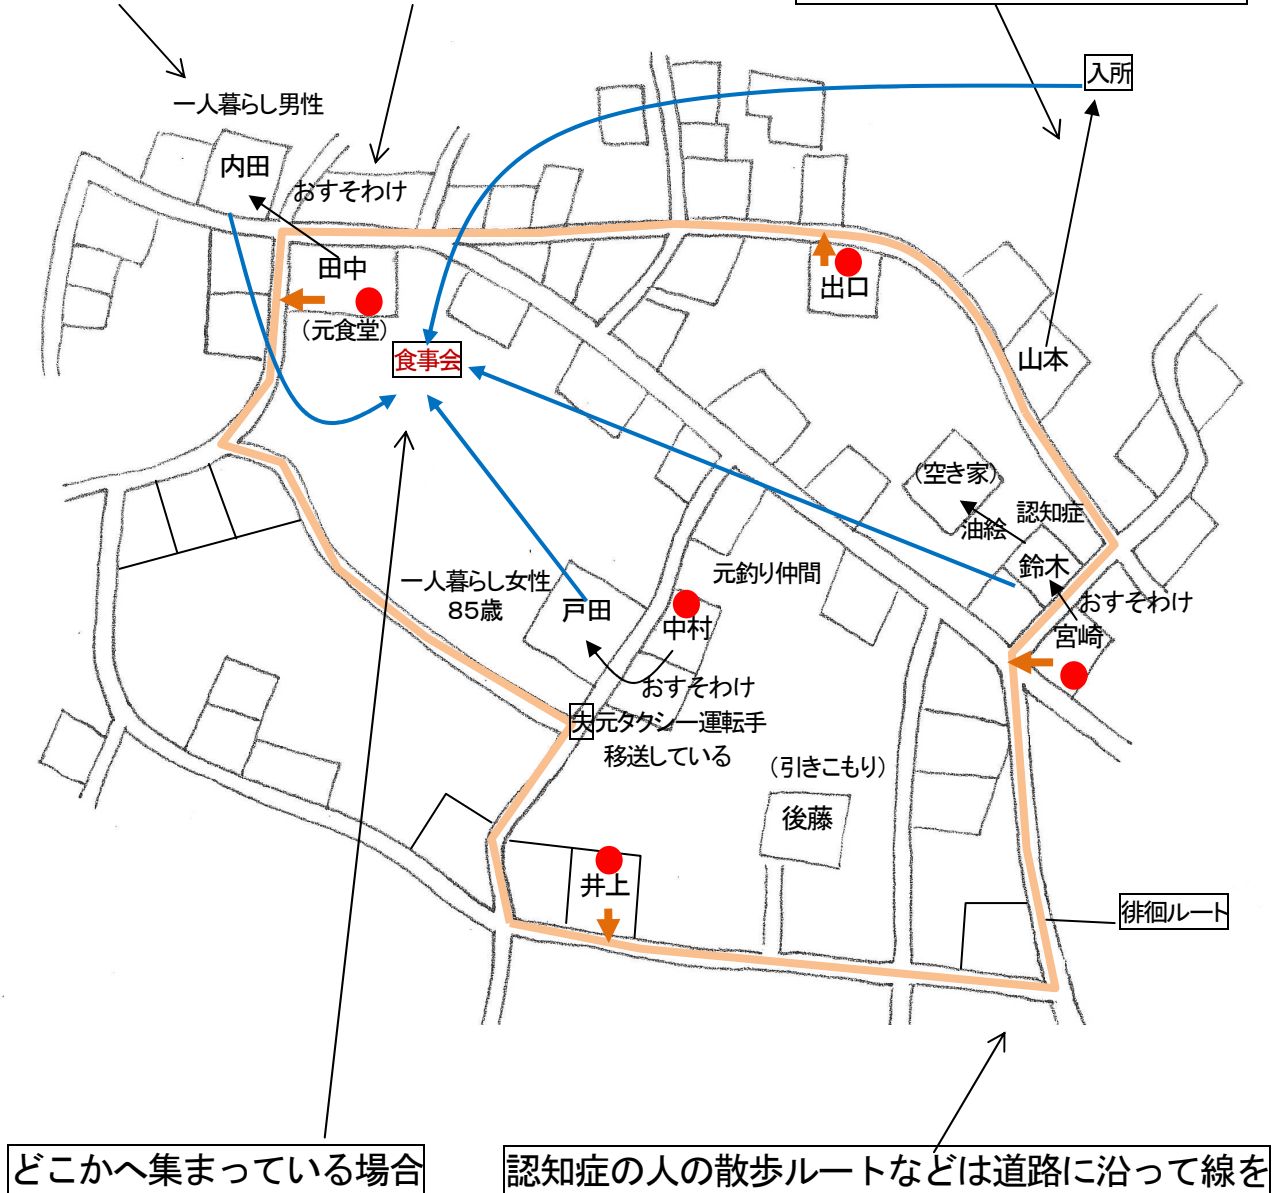 入所
一人暮らし男性
内田
おすそわけ
田中
(元食堂)
出口
食事会
山本
(空き家)
認知症
油絵
鈴木
元釣り仲間
一人暮らし女性
85歳
戸田
中村
おすそわけ
宮崎
おすそわけ
夫元タクシー運転手
移送している
(引きこもり)
後藤
井上
徘徊ルート
どこかへ集まっている場合
認知症の人の散歩ルートなどは道路に沿って線を